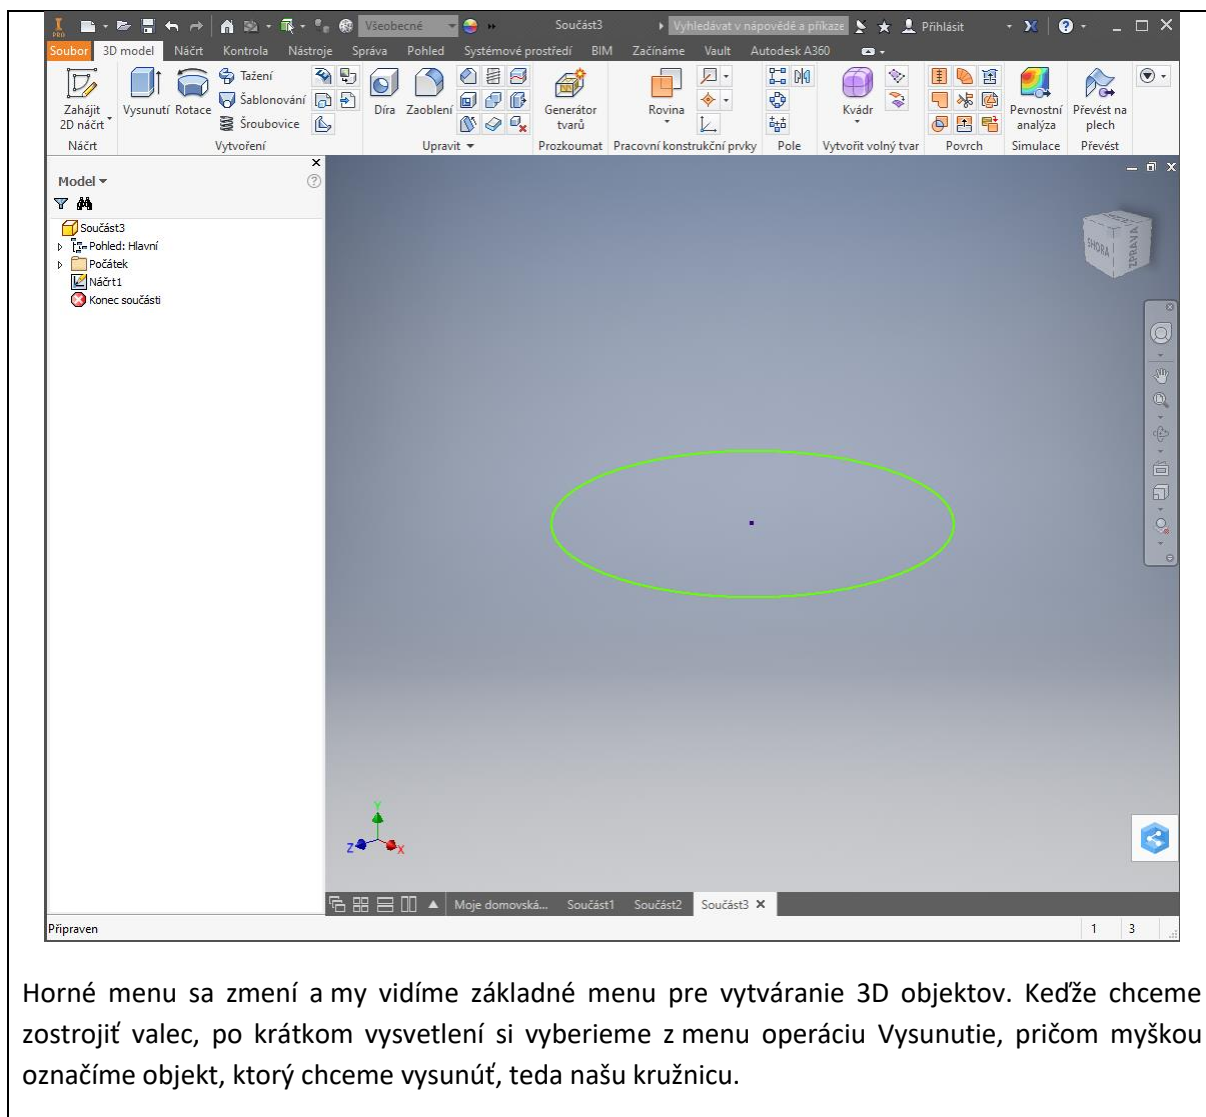 PRO Všeobecné Součást3 Vyhledávat v nápovědě a příkaze Přihlásit
Soubor 3D model Náčrt Kontrola Nástroje Správa Pohled Systémové prostředí BIM Začínáme Vault Autodesk A360
Zahájit 2D náčrt
Vysunutí Rotace
Tažení
Šablonování
Šroubovice
Díra Zaoblení
Generátor tvarů
Rovina
Kvádr
Pevnostní analýza
Převést na plech
Náčrt Vytvoření Upravit Prozkoumat Pracovní konstrukční prvky Pole Vytvořit volný tvar Povrch Simulace Převést
Model
Součást3
Pohled: Hlavní
Počátek
Náčrt1
Konec součásti
SHORA ZPRAVA
Y
Z X
Moje domovská... Součást1 Součást2 Součást3
Připraven 1 3
Horné menu sa zmení a my vidíme základné menu pre vytváranie 3D objektov. Keďže chceme
zostrojiť valec, po krátkom vysvetlení si vyberieme z menu operáciu Vysunutie, pričom myškou
označíme objekt, ktorý chceme vysunúť, teda našu kružnicu.